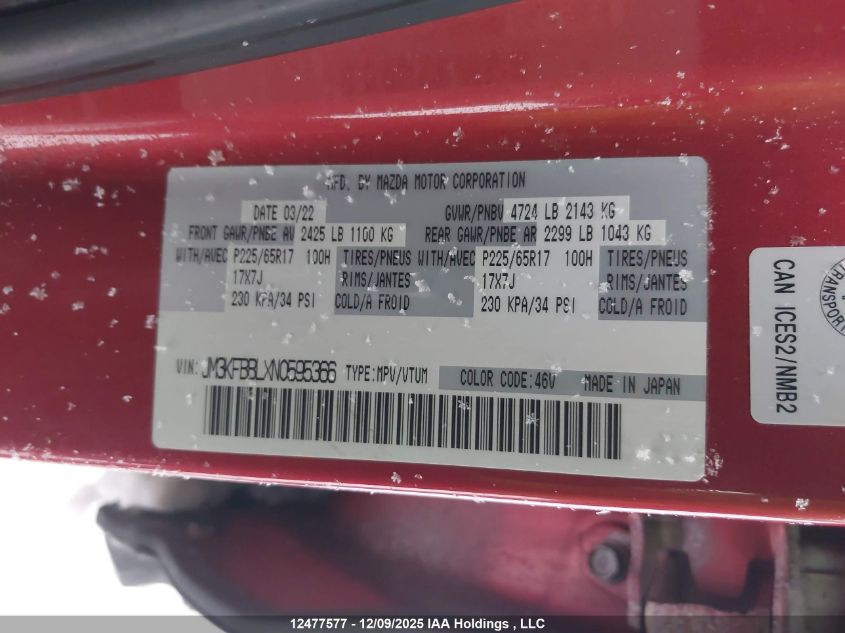 MFD. BY MAZDA MOTOR CORPORATION
DATE 03/22 GVWR/PNBV 4724 LB 2143 KG
FRONT GAWR/PNBE AV 2425 LB 1100 KG REAR GAWR/PNBE AR 2299 LB 1043 KG
WITH/AVEC P225/65R17 100H TIRES/PNEUS WITH/AVEC P225/65R17 100H TIRES/PNEUS
17X7J RIMS/JANTES 17X7J RIMS/JANTES
230 KPA/34 PSI COLD/A FROID 230 KPA/34 PSI COLD/A FROID
VIN: JM3KFBBLXN0595366 TYPE:MPV/VTUM COLOR CODE:46V MADE IN JAPAN
CAN ICES2/NMB2
TRANSPORT
12477577 - 12/09/2025 IAA Holdings , LLC